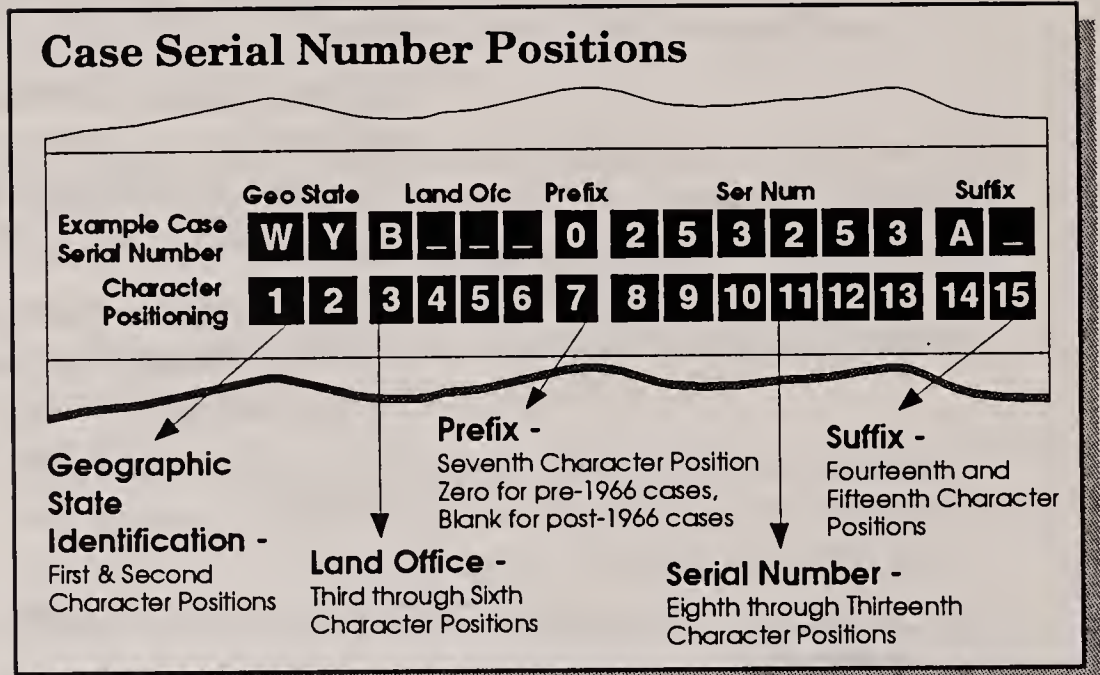 Case Serial Number Positions
Geo State Land Ofc Prefix Ser Num Suffix
Example Case
Serial Number
W Y B _ _ _ 0 2 5 3 2 5 3 A _
Character
Positioning
1 2 3 4 5 6 7 8 9 10 11 12 13 14 15
Geographic
State
Identification -
First & Second
Character Positions
Land Office -
Third through Sixth
Character Positions
Prefix -
Seventh Character Position
Zero for pre-1966 cases,
Blank for post-1966 cases
Serial Number -
Eighth through Thirteenth
Character Positions
Suffix -
Fourteenth and
Fifteenth Character
Positions